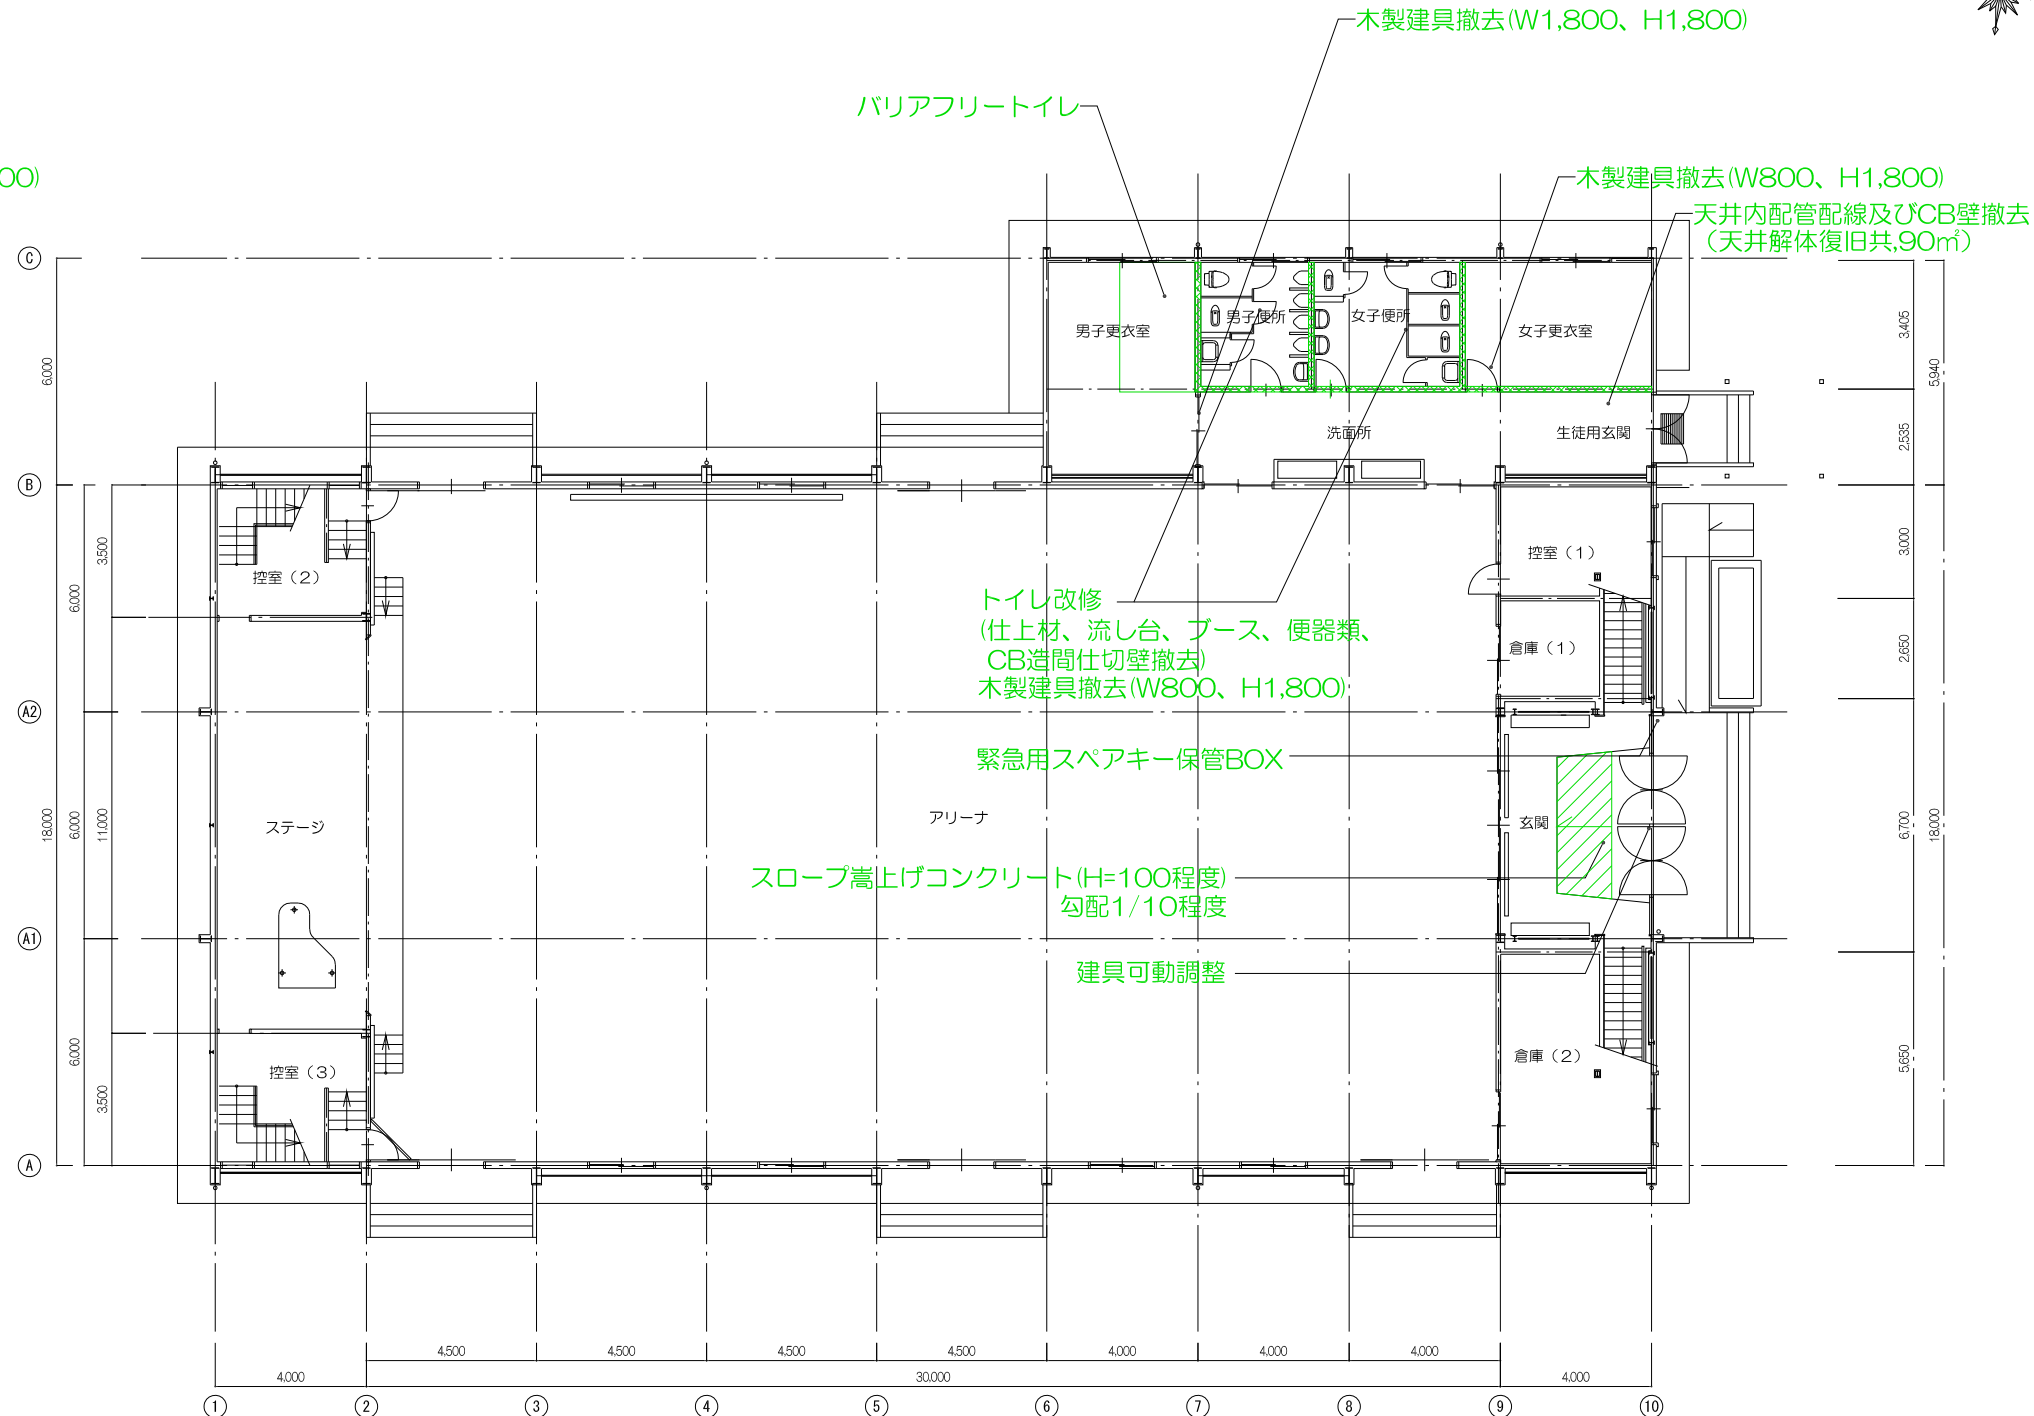 木製建具撤去(W1,800、H1,800)
バリアフリートイレ
00)
木製建具撤去(W800、H1,800)
天井内配管配線及びCB壁撤去
（天井解体復旧共,90㎡）
C
男子更衣室
男子便所
女子便所
女子更衣室
3,405
5,940
6,000
洗面所
生徒用玄関
2,535
B
3,500
控室（2）
控室（1）
3,000
6,000
トイレ改修
(仕上材、流し台、ブース、便器類、
CB造間仕切壁撤去)
木製建具撤去(W800、H1,800)
倉庫（1）
2,650
A2
緊急用スペアキー保管BOX
18,000
6,000
11,000
ステージ
アリーナ
玄関
6,700
18,000
スロープ嵩上げコンクリート(H=100程度)
勾配1/10程度
A1
建具可動調整
6,000
3,500
控室（3）
倉庫（2）
5,650
A
4,500
4,500
4,500
4,500
4,000
4,000
4,000
4,000
30,000
4,000
1
2
3
4
5
6
7
8
9
10